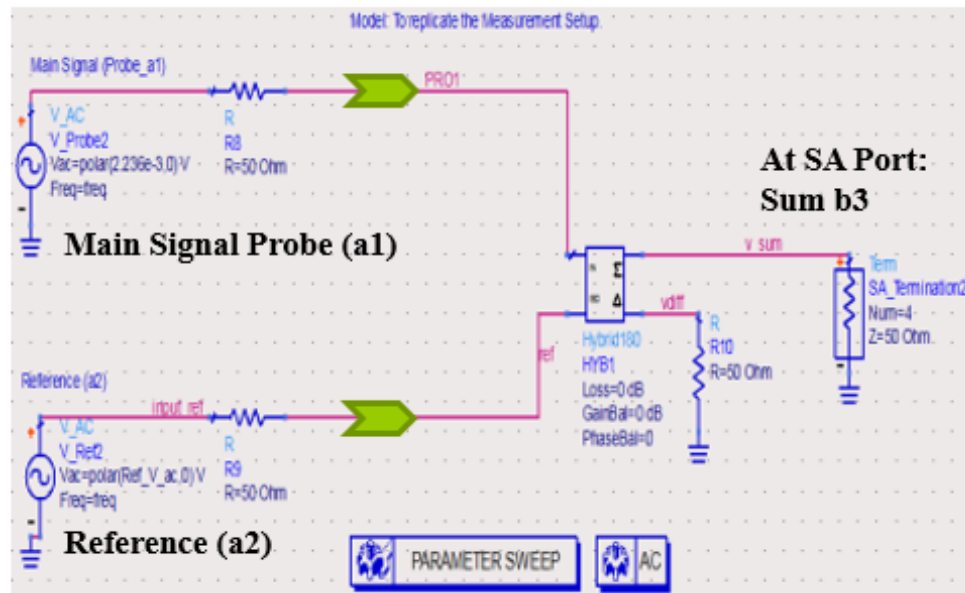 Model: To replicate the Measurement Setup.
Main Signal (Probe_a1)
PRO1
V_AC
V_Probe2
Vac=polar(2.236e-3,0) V
Freq=freq
R
R8
R=50 Ohm
Main Signal Probe (a1)
At SA Port:
Sum b3
v_sum
Σ
Δ
vdiff
Term
SA_Termination2
Num=4
Z=50 Ohm
R
R10
R=50 Ohm
ref
Hybrid180
HYB1
Loss=0 dB
GainBal=0 dB
PhaseBal=0
Reference (a2)
input_ref
V_AC
V_Ref2
Vac=polar(Ref_V_ac,0) V
Freq=freq
R
R9
R=50 Ohm
Reference (a2)
PARAMETER SWEEP
AC